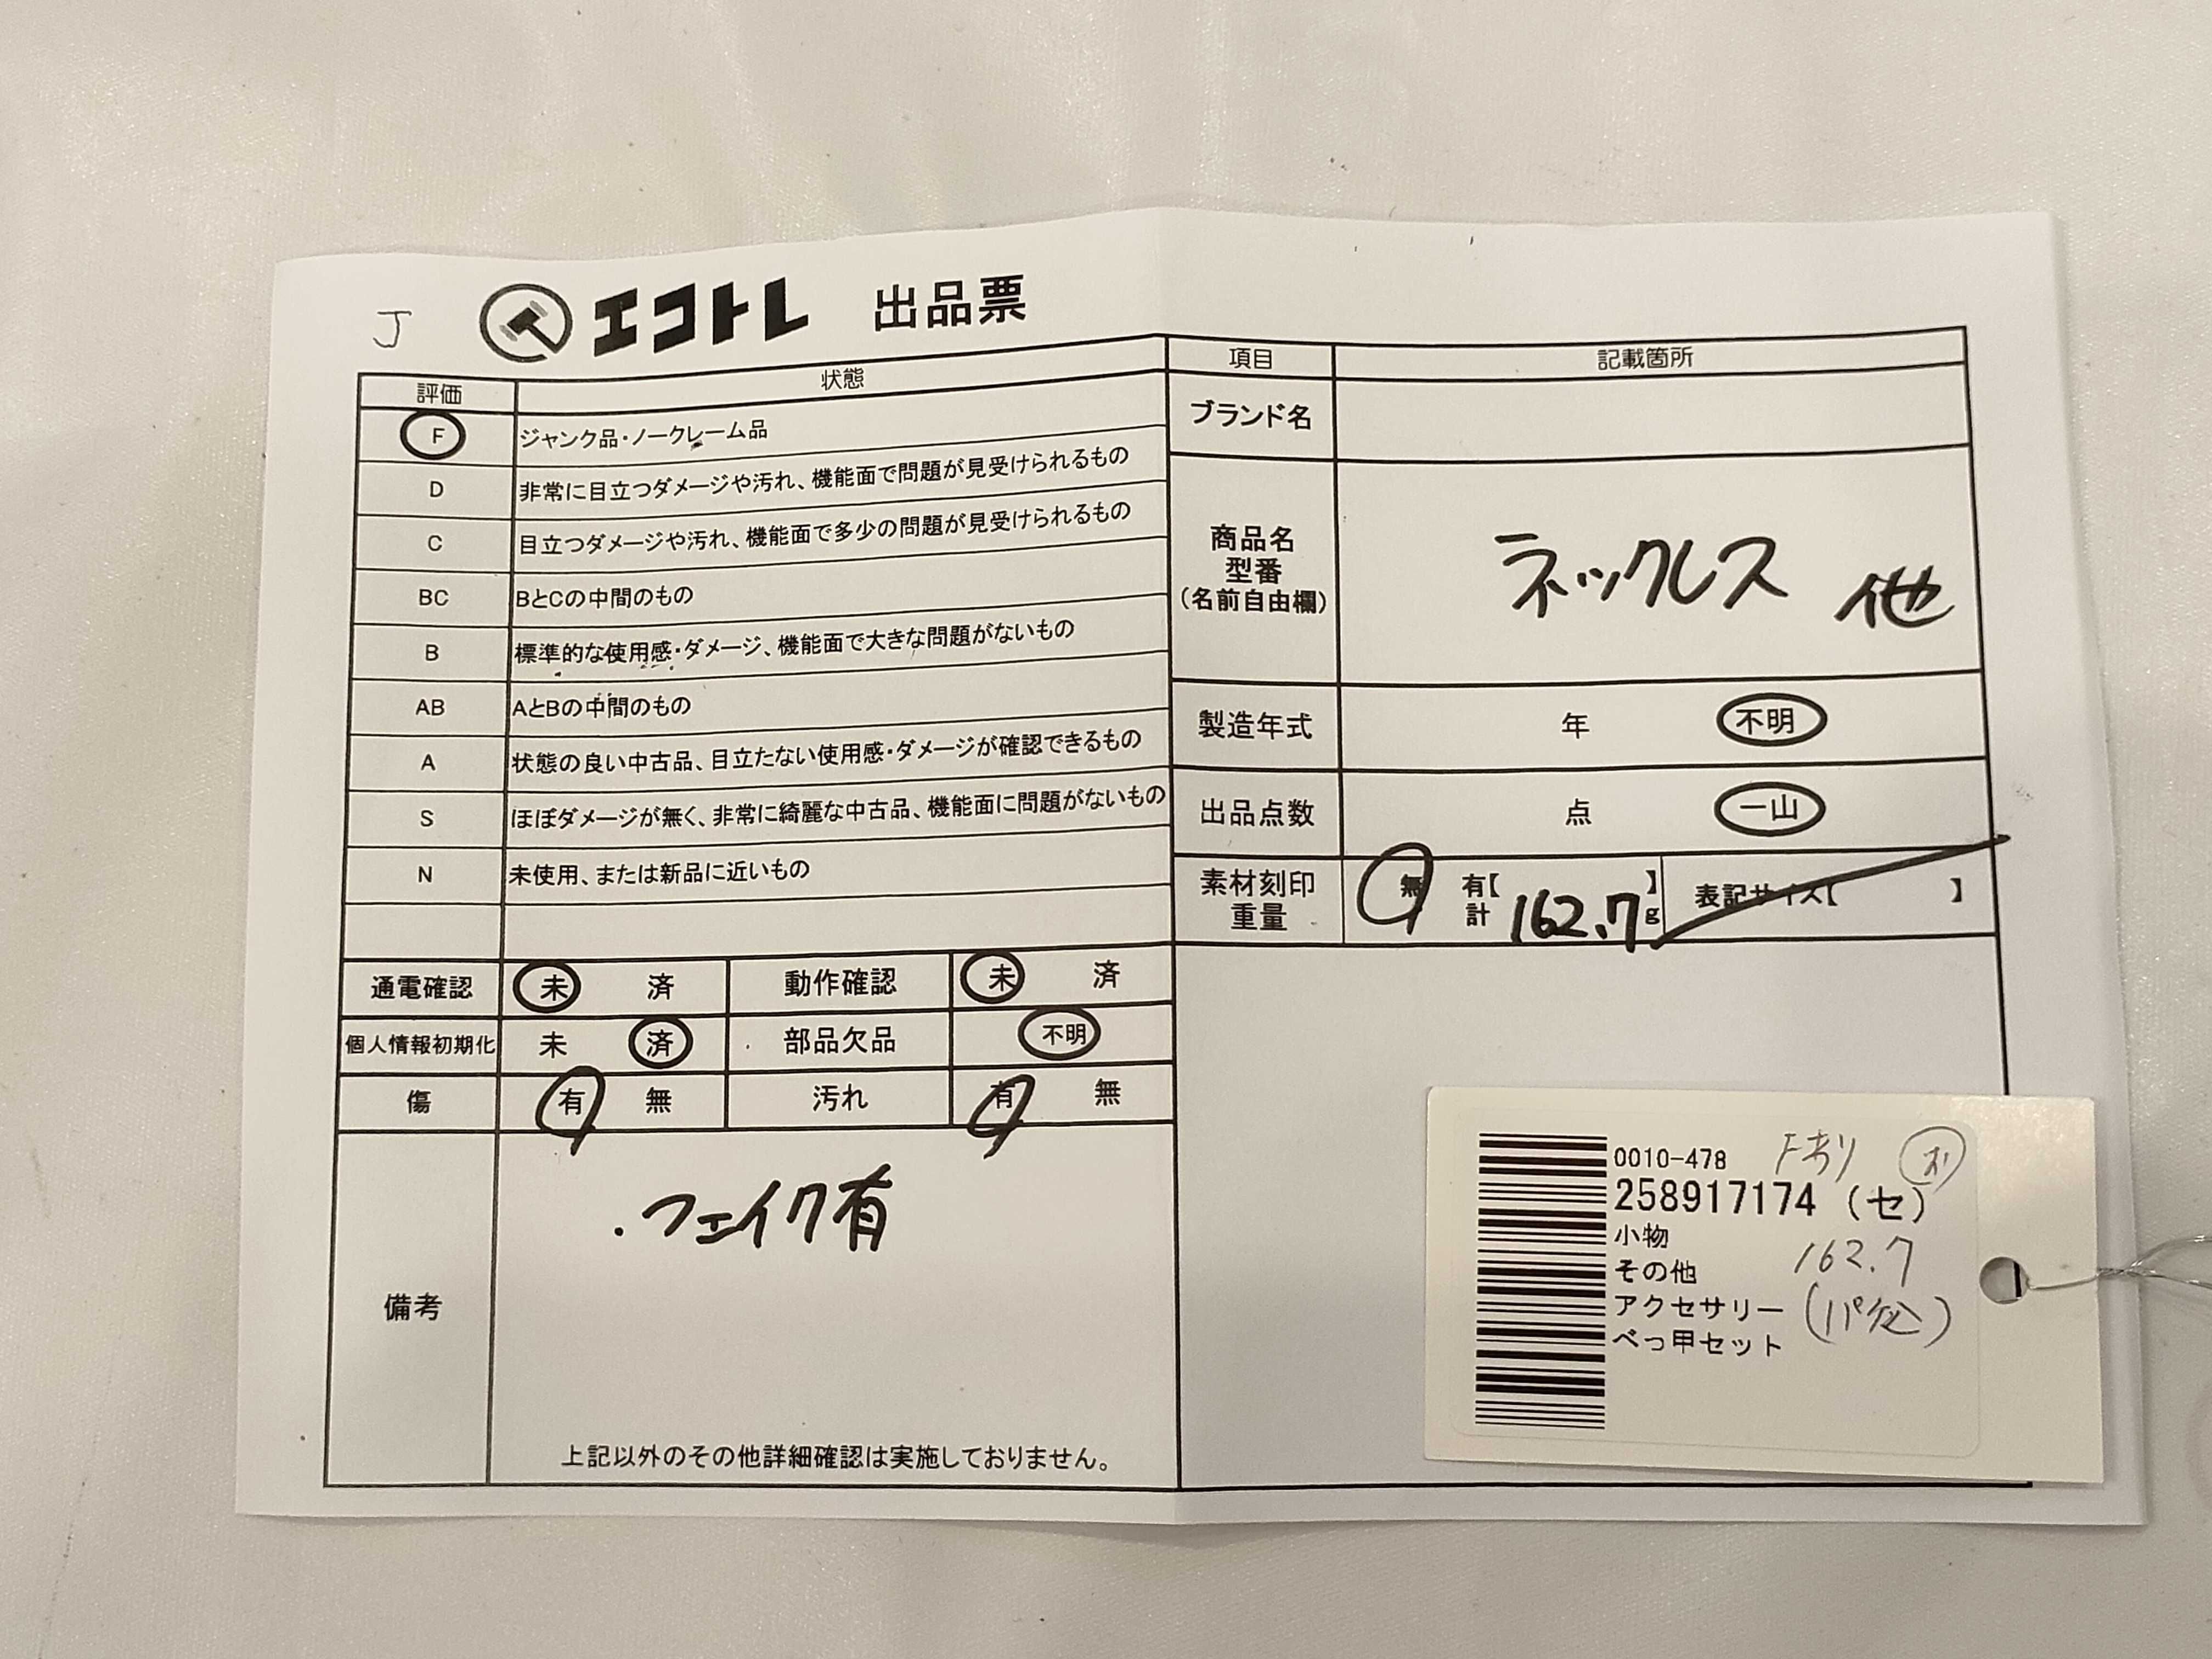 J エコトレ 出品票
評価 状態
F ジャンク品・ノークレーム品
D 非常に目立つダメージや汚れ、機能面で問題が見受けられるもの
C 目立つダメージや汚れ、機能面で多少の問題が見受けられるもの
BC BとCの中間のもの
B 標準的な使用感・ダメージ、機能面で大きな問題がないもの
AB AとBの中間のもの
A 状態の良い中古品、目立たない使用感・ダメージが確認できるもの
S ほぼダメージが無く、非常に綺麗な中古品、機能面に問題がないもの
N 未使用、または新品に近いもの
通電確認 未 済 動作確認 未 済
個人情報初期化 未 済 部品欠品 不明
傷 有 無 汚れ 有 無
備考
・フェイク有
上記以外のその他詳細確認は実施しておりません。
項目 記載箇所
ブランド名
商品名
型番
(名前自由欄)
ネックレス 他
製造年式 年 不明
出品点数 点 一山
素材刻印 無 有【 】 表記サイズ【 】
重量 計 162.7 g
0010-478 Fあり
258917174 (セ)
小物
その他 162.7
アクセサリー
べっ甲セット